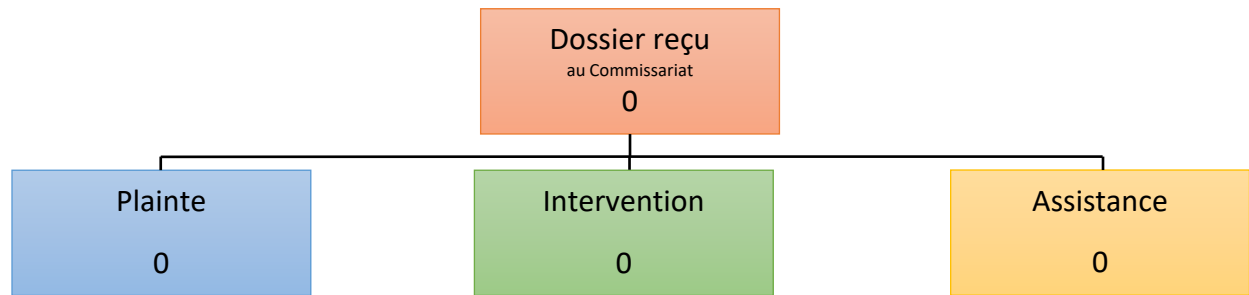 Dossier reçu
au Commissariat
0
Plainte
0
Intervention
0
Assistance
0